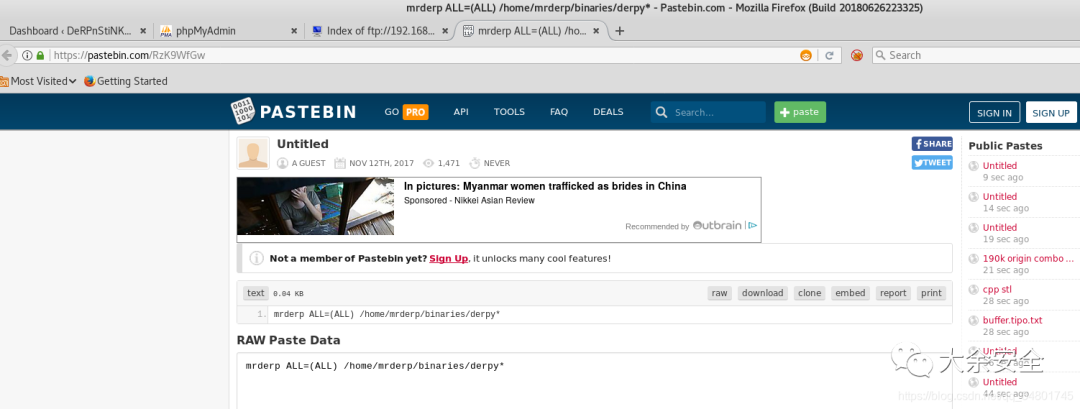 mrderp ALL=(ALL) /home/mrderp/binaries/derpy* - Pastebin.com - Mozilla Firefox (Build 20180626223325)
Dashboard ‹ DeRPnStiNK... × phpMyAdmin × Index of ftp://192.168... × mrderp ALL=(ALL) /ho... × +
https://pastebin.com/RzK9WfGw Search
Most Visited Getting Started
PASTEBIN GO PRO API TOOLS FAQ DEALS Search... + paste SIGN IN SIGN UP
Untitled
A GUEST NOV 12TH, 2017 1,471 NEVER
SHARE
TWEET
In pictures: Myanmar women trafficked as brides in China
Sponsored - Nikkei Asian Review
Recommended by Outbrain
Not a member of Pastebin yet? Sign Up, it unlocks many cool features!
text 0.04 KB raw download clone embed report print
1. mrderp ALL=(ALL) /home/mrderp/binaries/derpy*
RAW Paste Data
mrderp ALL=(ALL) /home/mrderp/binaries/derpy*
Public Pastes
Untitled
9 sec ago
Untitled
14 sec ago
Untitled
19 sec ago
190k origin combo ...
21 sec ago
cpp stl
28 sec ago
buffer.tipo.txt
28 sec ago
Untitled
sec ago
Untitled
44 sec ago
大余安全